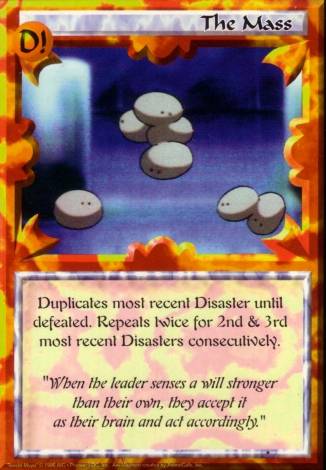 The Mass
D!
Duplicates most recent Disaster until
defeated. Repeats twice for 2nd & 3rd
most recent Disasters consecutively.
"When the leader senses a will stronger
than their own, they accept it
as their brain and act accordingly."